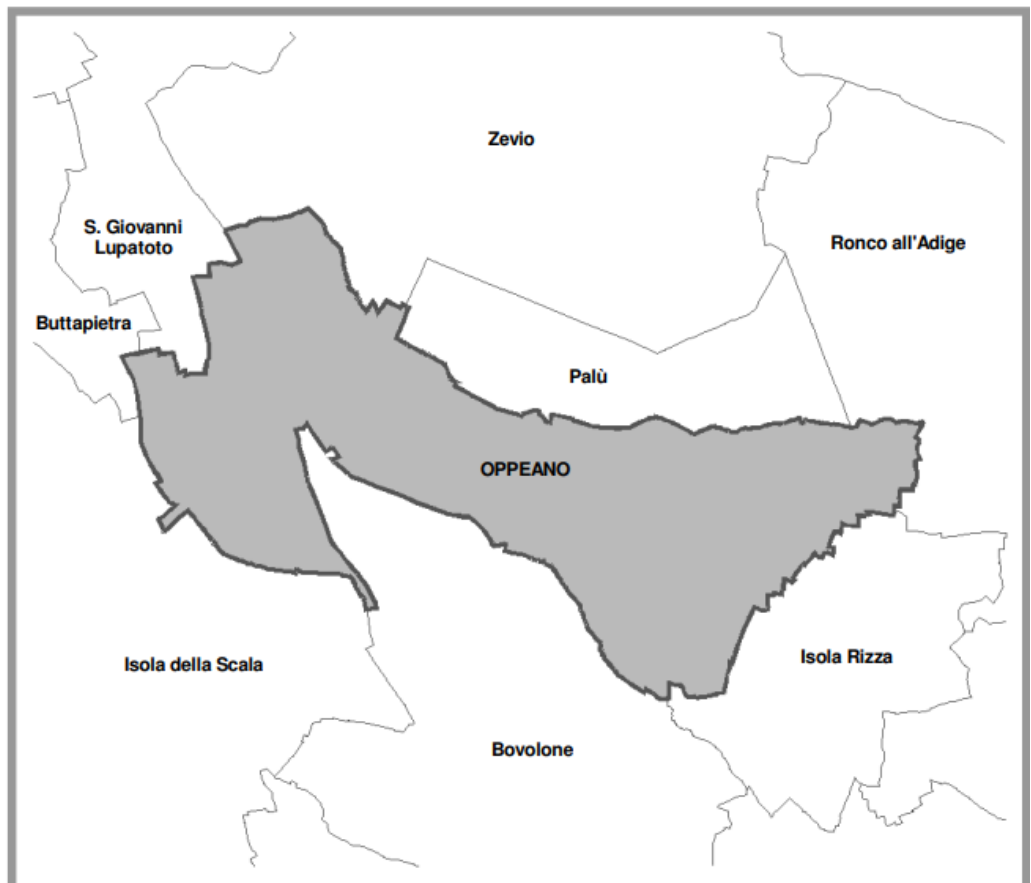 Zevio
S. Giovanni
Lupatoto
Ronco all'Adige
Buttapietra
Palù
OPPEANO
Isola della Scala
Isola Rizza
Bovolone